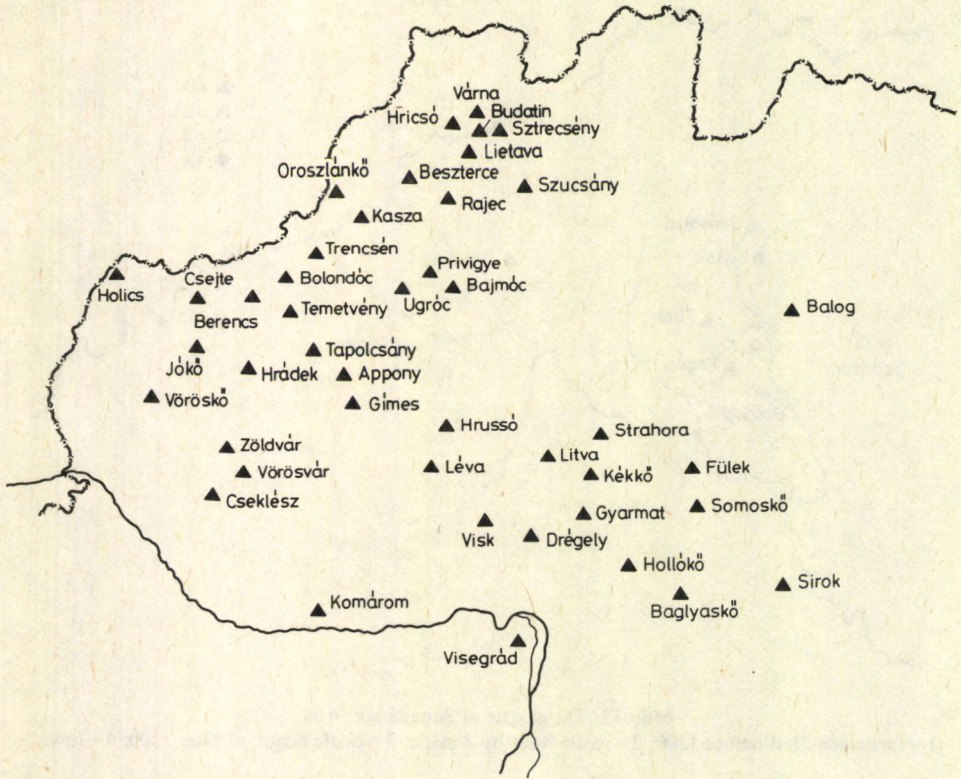 Várna
Budatin
Hricsó
Sztrecsény
Lietava
Oroszlánkő
Beszterce
Szucsány
Rajec
Kasza
Trencsén
Privigye
Holics
Csejte
Bolondóc
Bajmóc
Ugróc
Berencs
Temetvény
Balog
Jókő
Hrádek
Tapolcsány
Appony
Vöröskő
Gímes
Hrussó
Strahora
Zöldvár
Litva
Vörösvár
Léva
Kékkő
Fülek
Cseklész
Somoskő
Gyarmat
Visk
Drégely
Hollókő
Sirok
Komárom
Baglyaskő
Visegrád